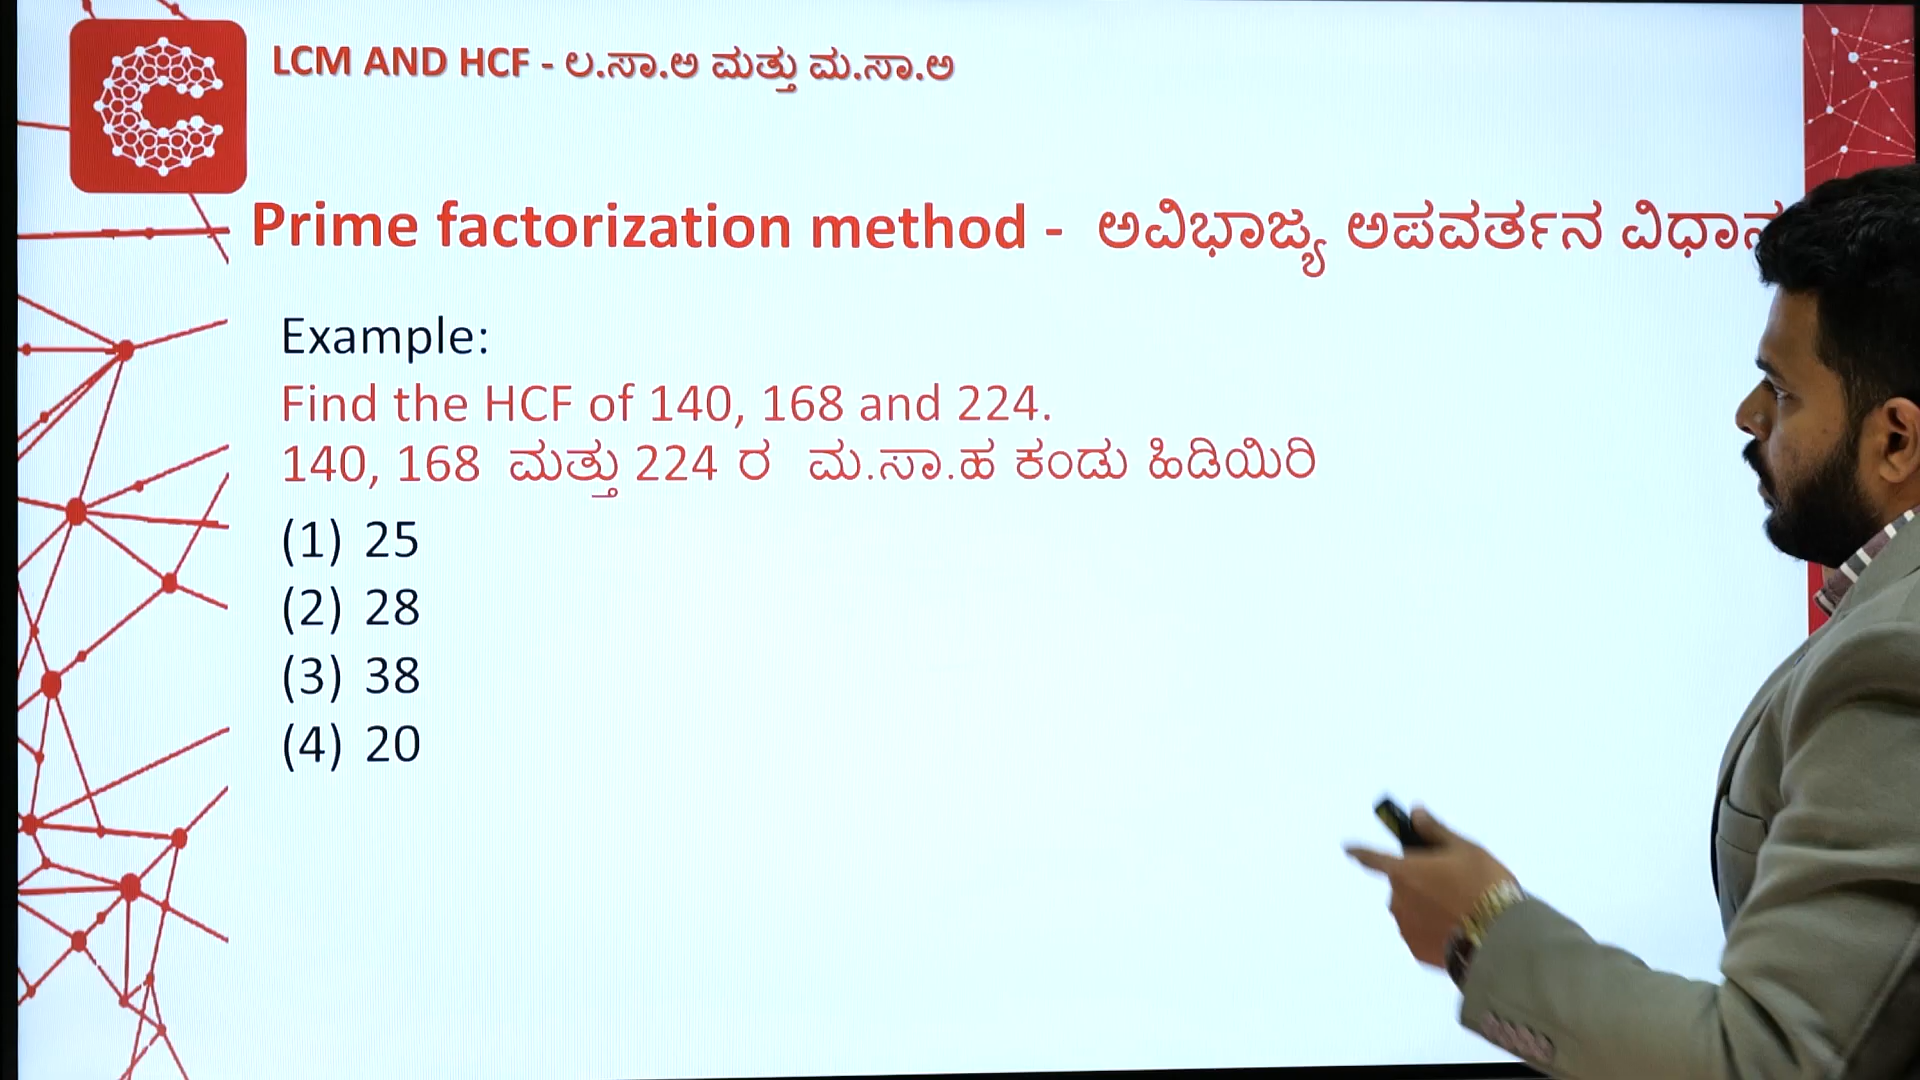 LCM AND HCF - ಲ.ಸಾ.ಅ ಮತ್ತು ಮ.ಸಾ.ಅ
Prime factorization method - ಅವಿಭಾಜ್ಯ ಅಪವರ್ತನ
Example:
Find the HCF of 140, 168 and 224.
140, 168 ಮತ್ತು 224 ರ ಮ.ಸಾ.ಹ ಕಂಡು ಹಿಡಿಯಿರಿ
(1) 25
(2) 28
(3) 38
(4) 20